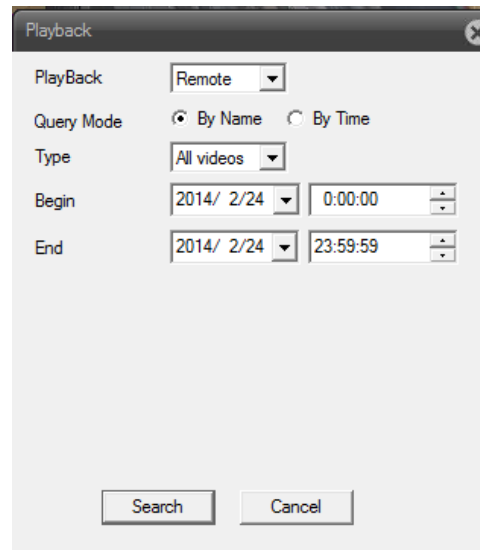 Playback
PlayBack Remote
Query Mode By Name By Time
Type All videos
Begin 2014/ 2/24 0:00:00
End 2014/ 2/24 23:59:59
Search Cancel